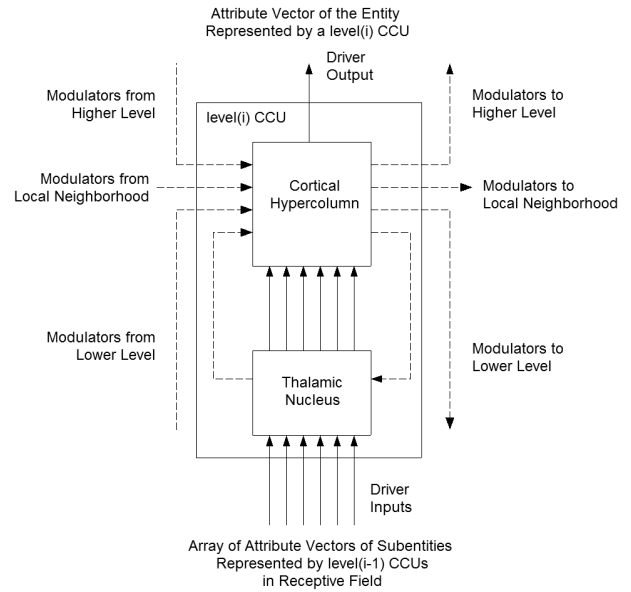 Attribute Vector of the Entity
Represented by a level(i) CCU
Driver
Output
Modulators from
Higher Level
Modulators to
Higher Level
level(i) CCU
Modulators from
Local Neighborhood
Cortical
Hypercolumn
Modulators to
Local Neighborhood
Modulators from
Lower Level
Modulators to
Lower Level
Thalamic
Nucleus
Driver
Inputs
Array of Attribute Vectors of Subentities
Represented by level(i-1) CCUs
in Receptive Field